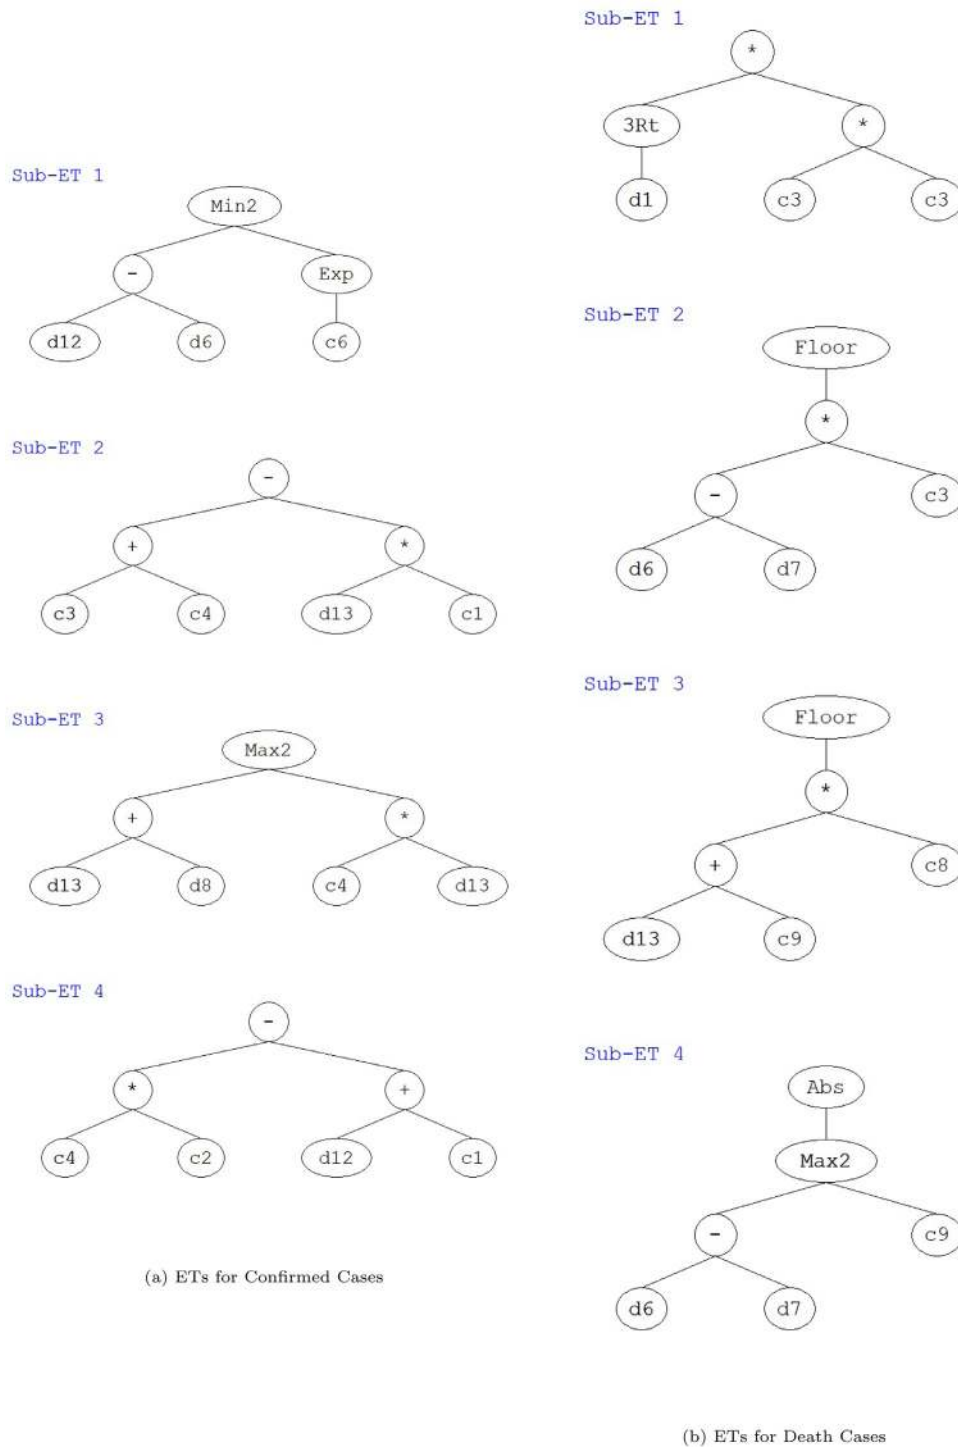 Sub-ET 1
Min2
- Exp
d12 d6 c6
Sub-ET 2
-
+ *
c3 c4 d13 c1
Sub-ET 3
Max2
+ *
d13 d8 c4 d13
Sub-ET 4
-
* +
c4 c2 d12 c1
(a) ETs for Confirmed Cases
Sub-ET 1
*
3Rt *
d1 c3 c3
Sub-ET 2
Floor
*
- c3
d6 d7
Sub-ET 3
Floor
*
+ c8
d13 c9
Sub-ET 4
Abs
Max2
- c9
d6 d7
(b) ETs for Death Cases